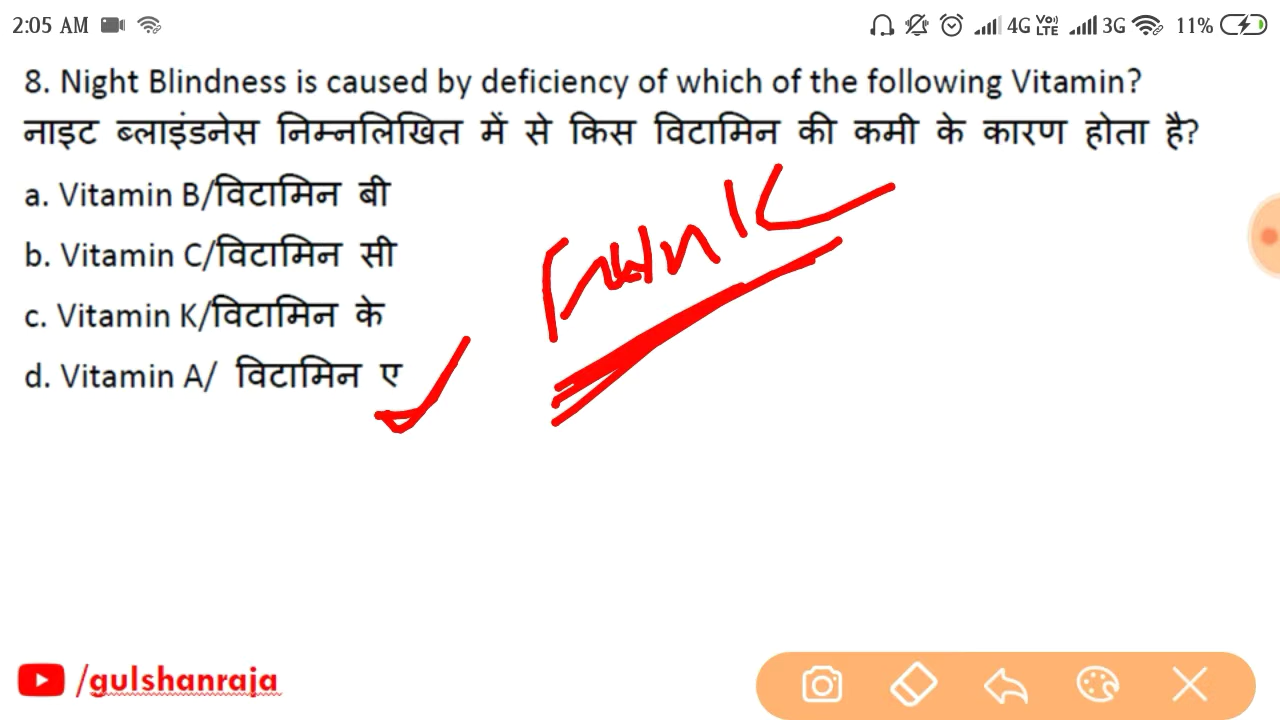 2:05 AM 4G VoLTE 3G 11%
8. Night Blindness is caused by deficiency of which of the following Vitamin?
नाइट ब्लाइंडनेस निम्नलिखित में से किस विटामिन की कमी के कारण होता है?
a. Vitamin B/विटामिन बी
b. Vitamin C/विटामिन सी
c. Vitamin K/विटामिन के
d. Vitamin A/ विटामिन ए
/gulshanraja